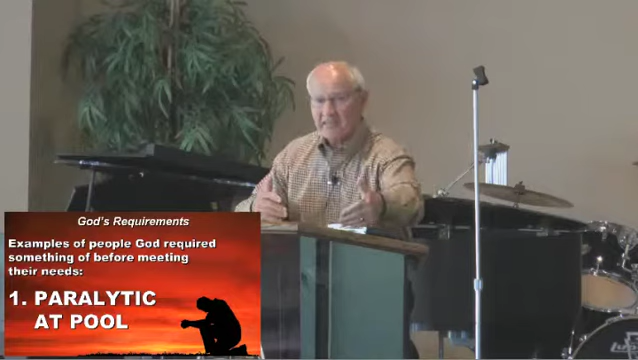 God's Requirements
Examples of people God required
something of before meeting
their needs:
1. PARALYTIC
AT POOL